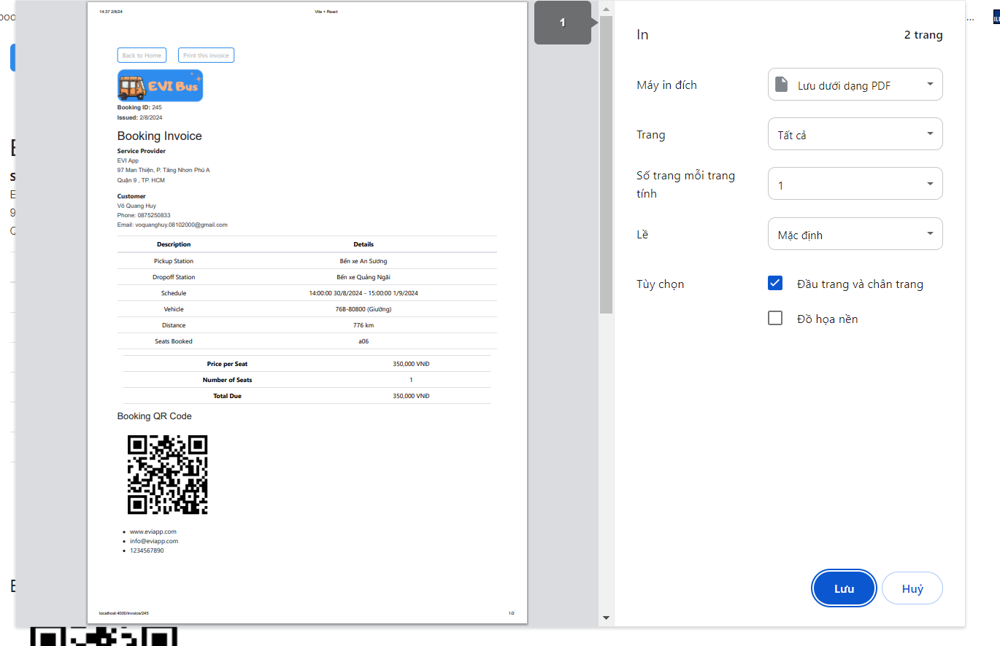 14:37 2/8/24
Vite + React
Back to Home
Print this invoice
EVI Bus
Booking ID: 245
Issued: 2/8/2024
Booking Invoice
Service Provider
EVI App
97 Man Thiện, P. Tăng Nhơn Phú A
Quận 9 , TP. HCM
Customer
Võ Quang Huy
Phone: 0875250833
Email: voquanghuy.08102000@gmail.com
Description Details
Pickup Station Bến xe An Sương
Dropoff Station Bến xe Quảng Ngãi
Schedule 14:00:00 30/8/2024 - 15:00:00 1/9/2024
Vehicle 76B-80800 (Giường)
Distance 776 km
Seats Booked a06
Price per Seat 350,000 VNĐ
Number of Seats 1
Total Due 350,000 VNĐ
Booking QR Code
• www.eviapp.com
• info@eviapp.com
• 1234567890
localhost:4000/invoice/245
1/2
1
In
2 trang
Máy in đích
Lưu dưới dạng PDF
Trang
Tất cả
Số trang mỗi trang
tính
1
Lề
Mặc định
Tùy chọn
Đầu trang và chân trang
Đồ họa nền
Lưu
Huỷ